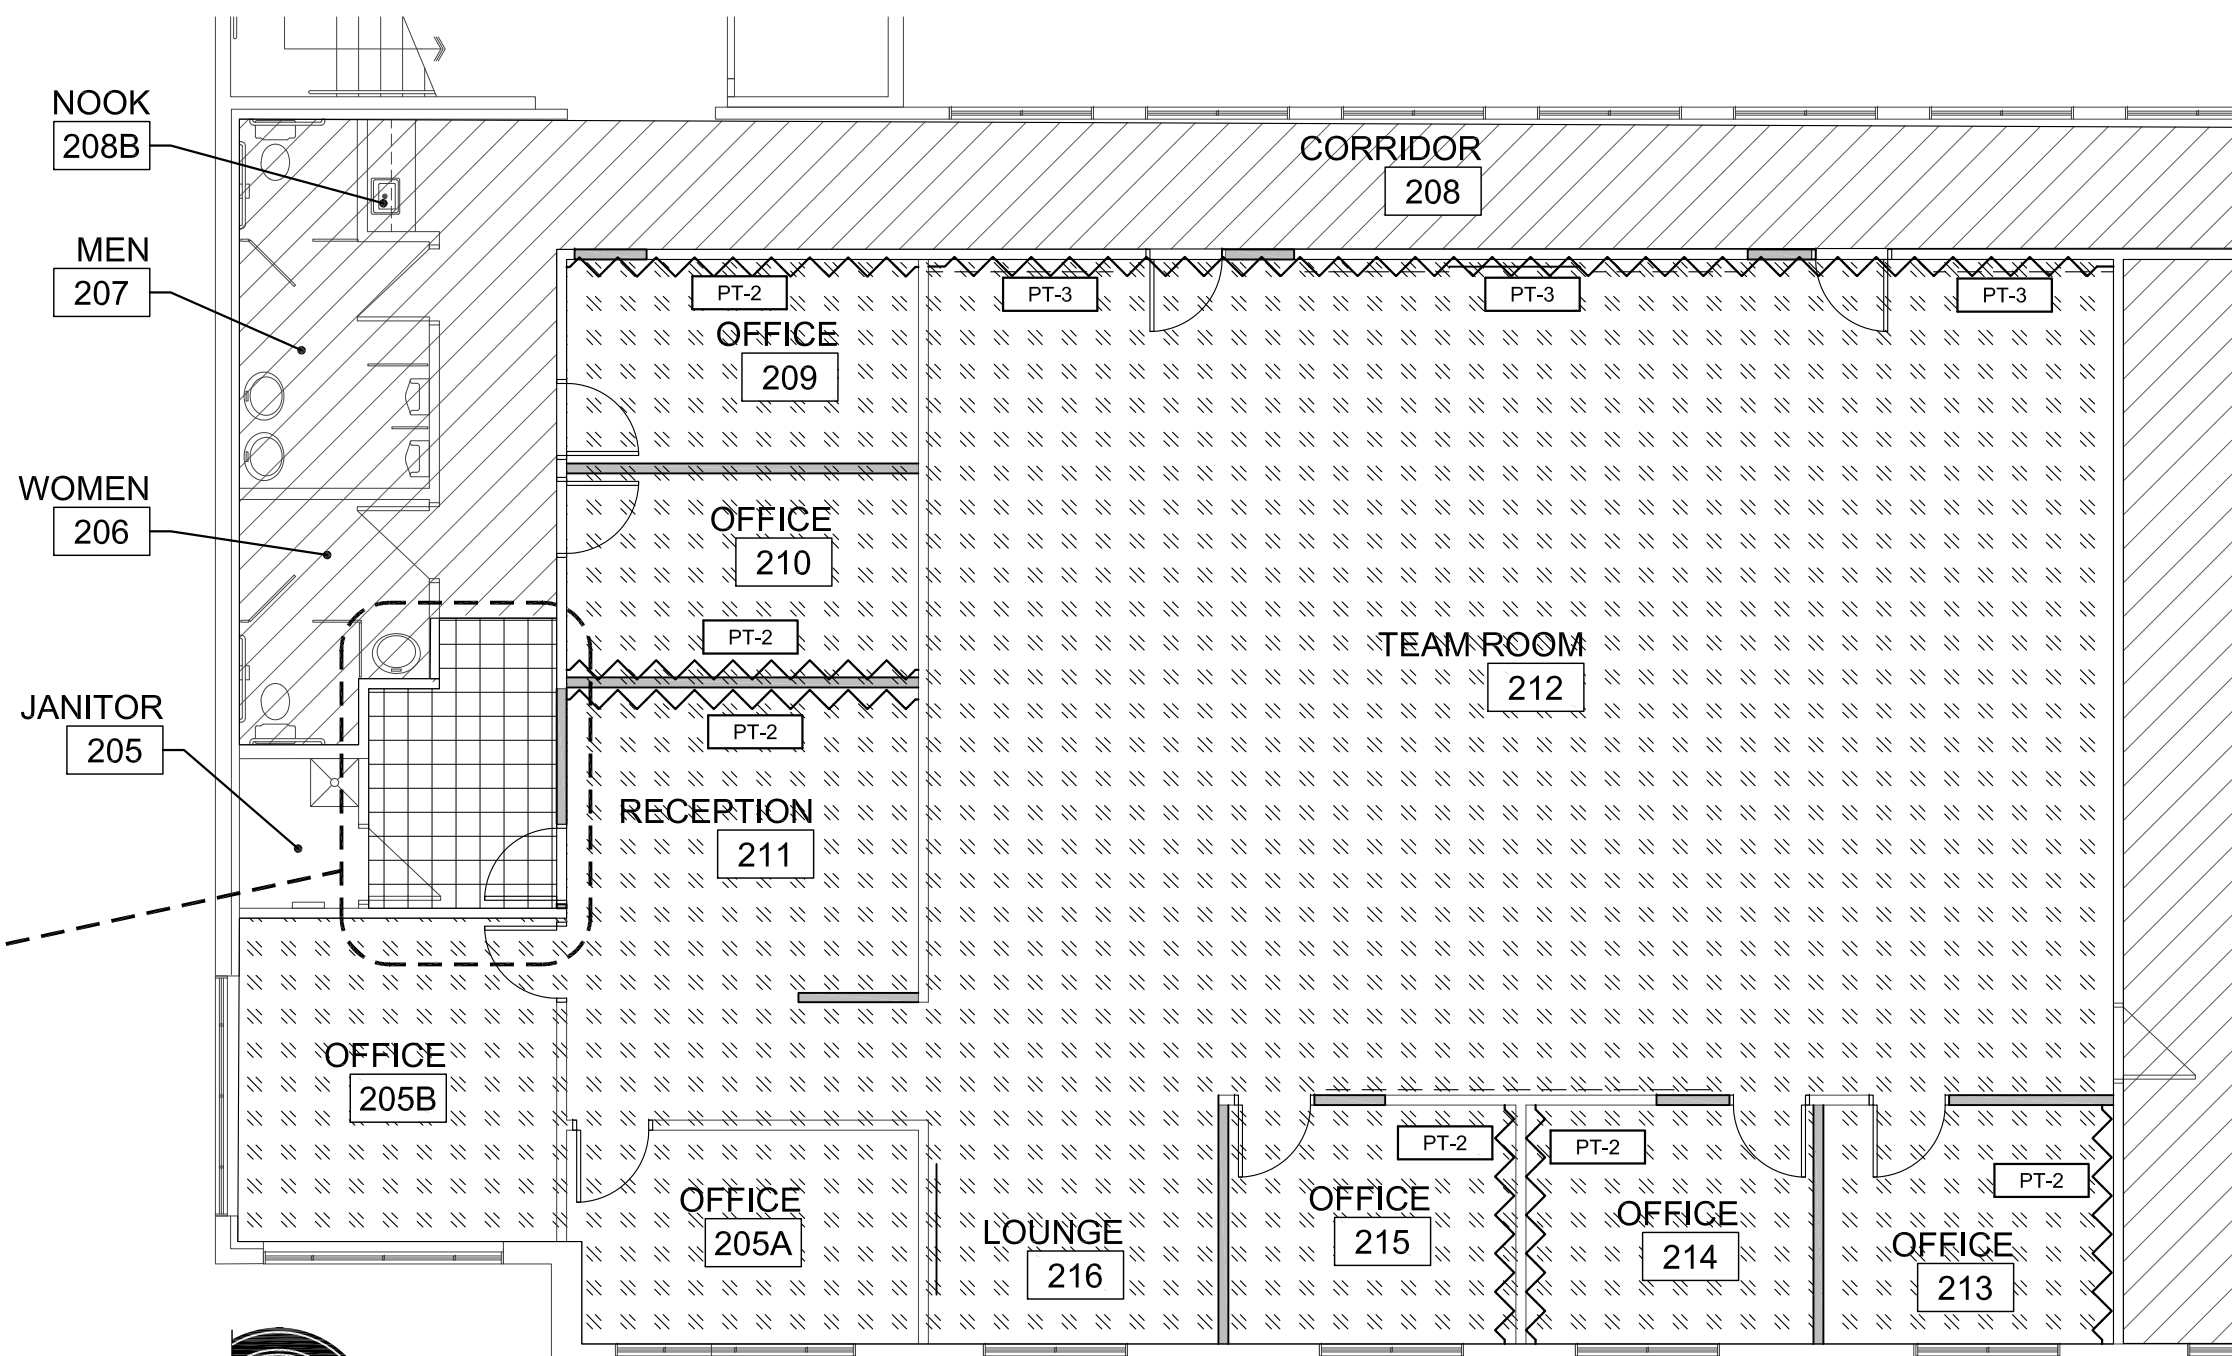 NOOK
208B
CORRIDOR
208
MEN
207
PT-2
PT-3
PT-3
PT-3
OFFICE
209
WOMEN
206
OFFICE
210
PT-2
TEAM ROOM
212
JANITOR
205
PT-2
RECEPTION
211
OFFICE
205B
PT-2
PT-2
PT-2
OFFICE
205A
LOUNGE
216
OFFICE
215
OFFICE
214
OFFICE
213